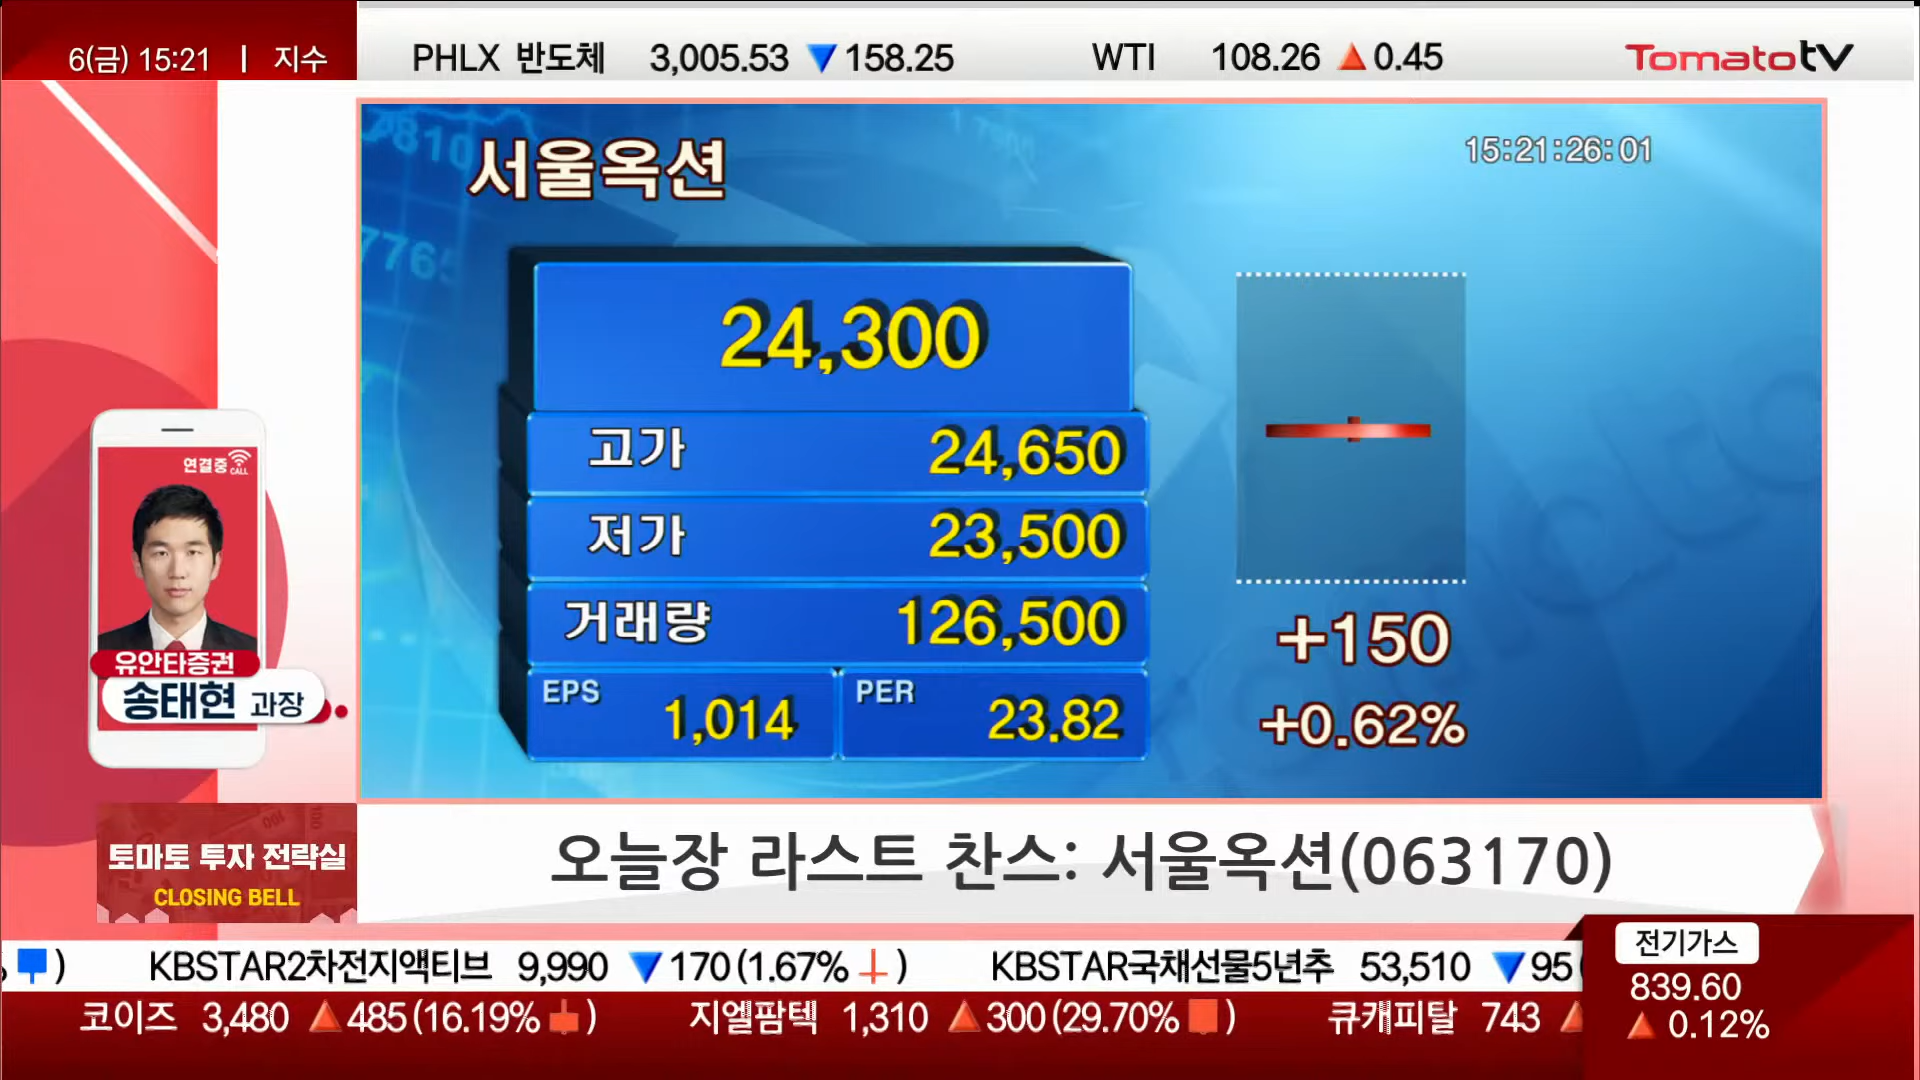 6(금) 15:21 | 지수
PHLX 반도체 3,005.53 ▼158.25 WTI 108.26 ▲0.45
Tomato tv
서울옥션
15:21:26:01
24,300
고가 24,650
저가 23,500
거래량 126,500
EPS 1,014 PER 23.82
+150
+0.62%
연결중
CALL
유안타증권
송태현 과장
토마토 투자 전략실
CLOSING BELL
오늘장 라스트 찬스: 서울옥션(063170)
) KBSTAR2차전지액티브 9,990 ▼170(1.67% ) KBSTAR국채선물5년추 53,510 ▼95(
코이즈 3,480 ▲485(16.19% ) 지엘팜텍 1,310 ▲300(29.70% ) 큐캐피탈 743 ▲
전기가스
839.60
▲ 0.12%